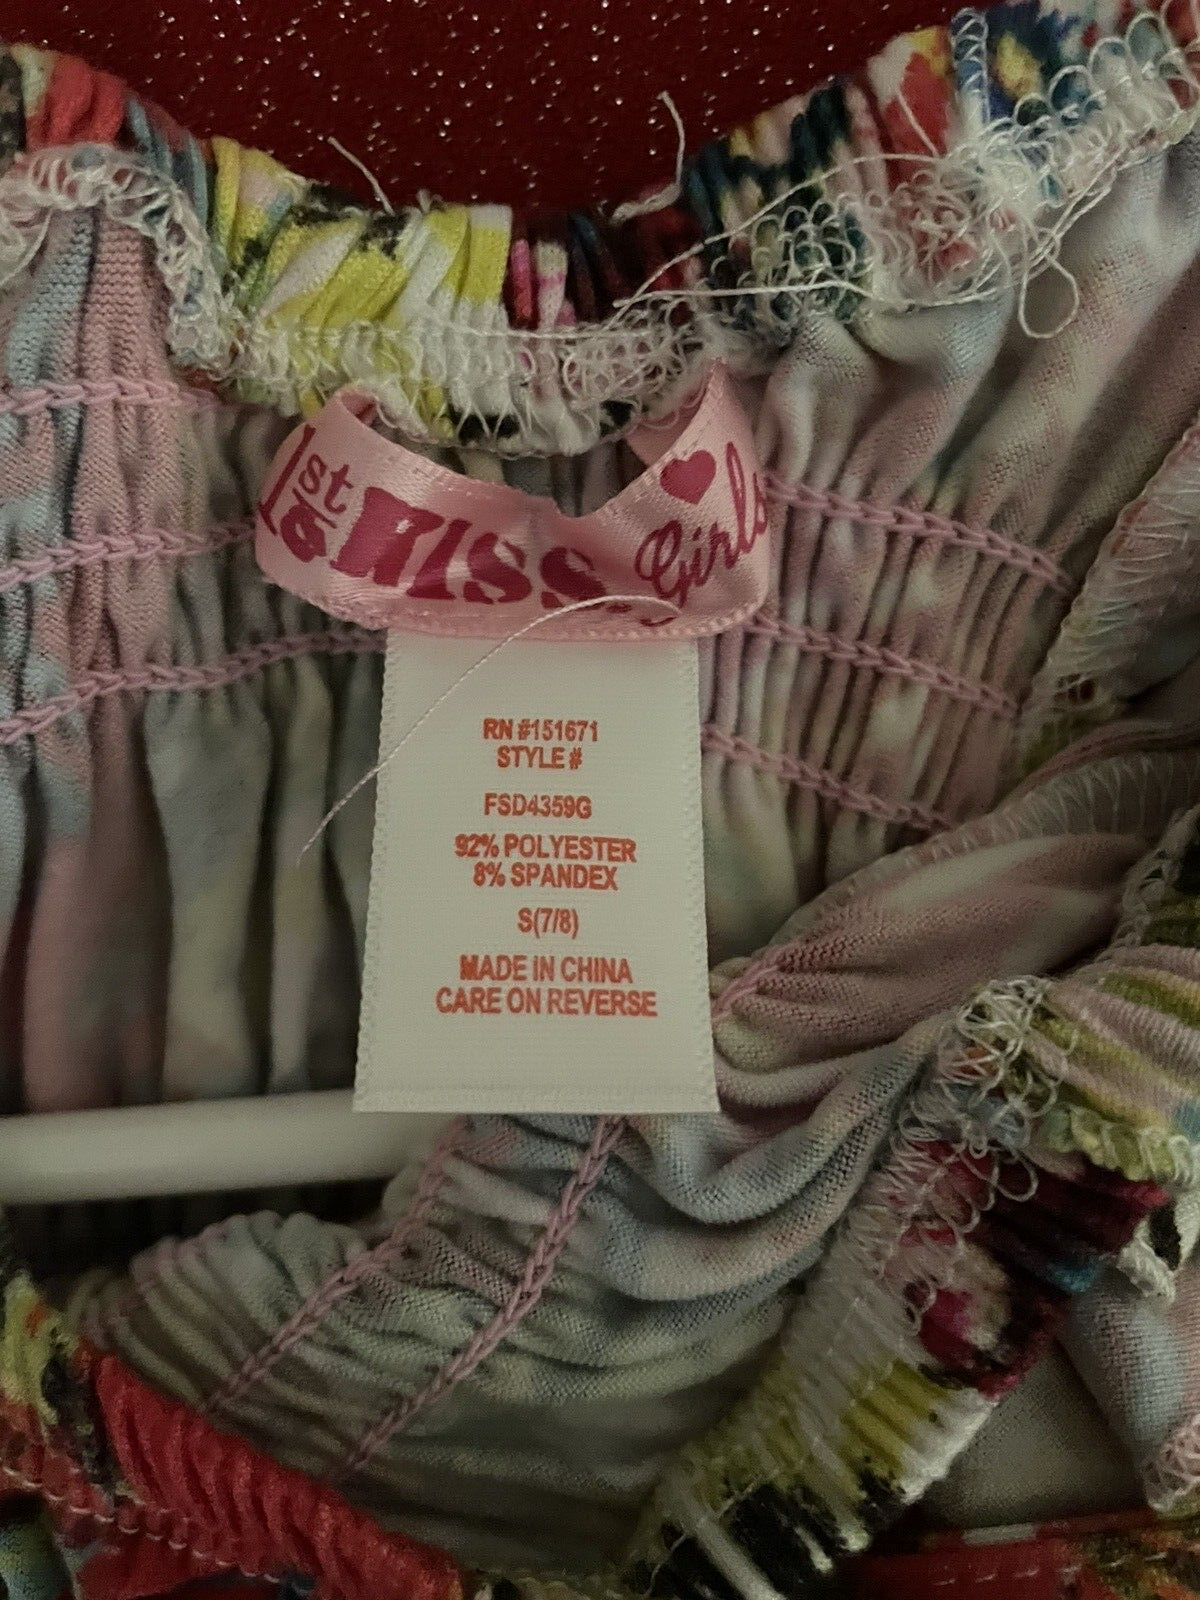 1st Kiss Girls
RN #151671
STYLE #
FSD4359G
92% POLYESTER
8% SPANDEX
S(7/8)
MADE IN CHINA
CARE ON REVERSE